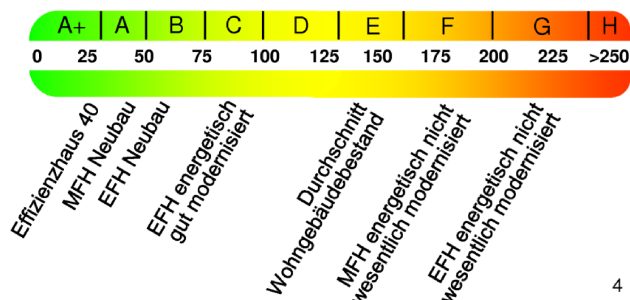 A+ A B C D E F G H
0 25 50 75 100 125 150 175 200 225 >250
Effizienzhaus 40
MFH Neubau
EFH Neubau
EFH energetisch
gut modernisiert
Durchschnitt
Wohngebäudebestand
MFH energetisch nicht
wesentlich modernisiert
EFH energetisch nicht
wesentlich modernisiert
4